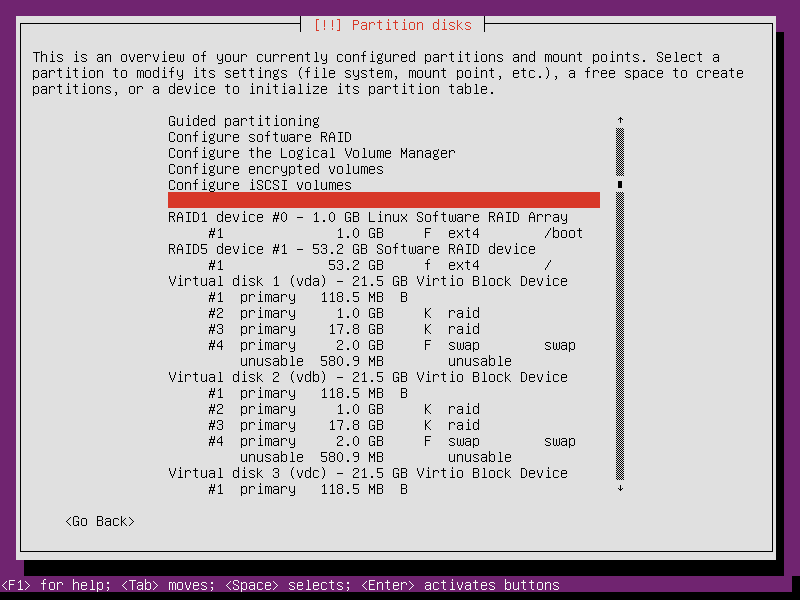 [!!] Partition disks
This is an overview of your currently configured partitions and mount points. Select a
partition to modify its settings (file system, mount point, etc.), a free space to create
partitions, or a device to initialize its partition table.
Guided partitioning
Configure software RAID
Configure the Logical Volume Manager
Configure encrypted volumes
Configure iSCSI volumes
RAID1 device #0 - 1.0 GB Linux Software RAID Array
#1 1.0 GB F ext4 /boot
RAID5 device #1 - 53.2 GB Software RAID device
#1 53.2 GB f ext4 /
Virtual disk 1 (vda) - 21.5 GB Virtio Block Device
#1 primary 118.5 MB B
#2 primary 1.0 GB K raid
#3 primary 17.8 GB K raid
#4 primary 2.0 GB F swap swap
unusable 580.9 MB unusable
Virtual disk 2 (vdb) - 21.5 GB Virtio Block Device
#1 primary 118.5 MB B
#2 primary 1.0 GB K raid
#3 primary 17.8 GB K raid
#4 primary 2.0 GB F swap swap
unusable 580.9 MB unusable
Virtual disk 3 (vdc) - 21.5 GB Virtio Block Device
#1 primary 118.5 MB B
<Go Back>
<F1> for help; <Tab> moves; <Space> selects; <Enter> activates buttons